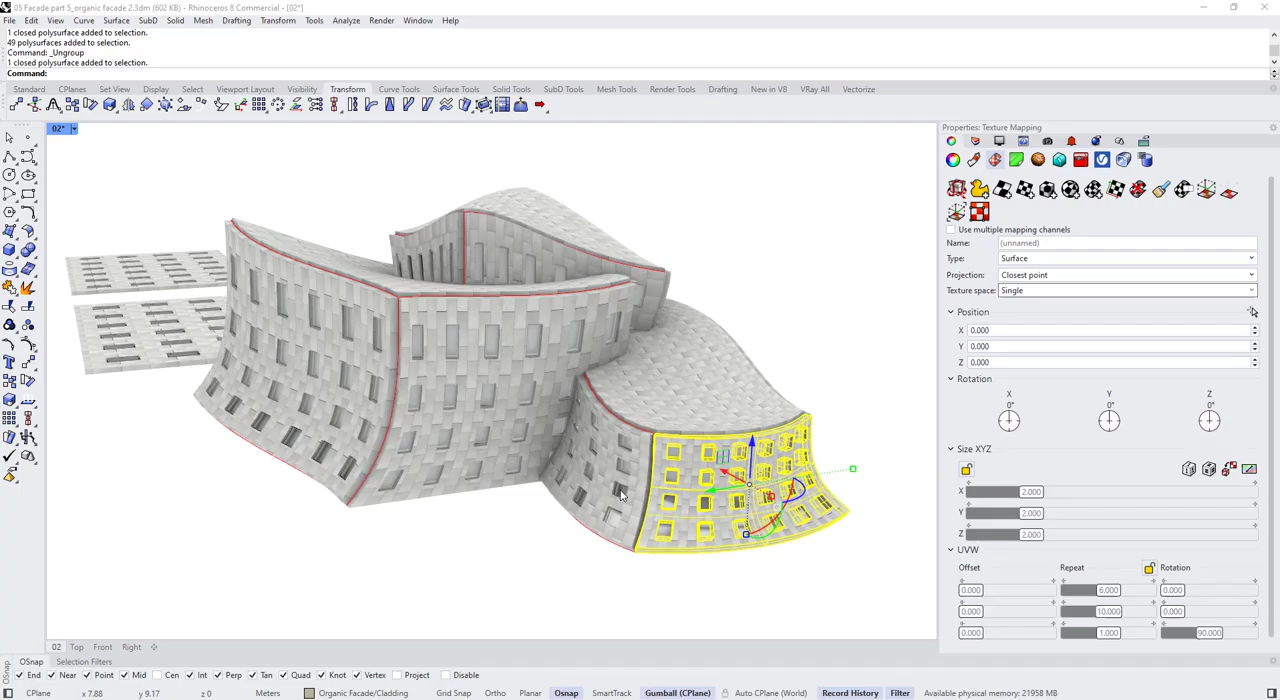 05 Facade part 5_organic facade 2.3dm (602 KB) - Rhinoceros 8 Commercial - [02*]
File Edit View Curve Surface SubD Solid Mesh Drafting Transform Tools Analyze Render Window Help
1 closed polysurface added to selection.
49 polysurfaces added to selection.
Command: _Ungroup
1 closed polysurface added to selection.
Command:
Standard CPlanes Set View Display Select Viewport Layout Visibility Transform Curve Tools Surface Tools Solid Tools SubD Tools Mesh Tools Render Tools Drafting New in V8 VRay All Vectorize
02*
Properties: Texture Mapping
Use multiple mapping channels
Name: (unnamed)
Type: Surface
Projection: Closest point
Texture space: Single
Position
X 0.000
Y 0.000
Z 0.000
Rotation
X Y Z
0° 0° 0°
Size XYZ
X 2.000
Y 2.000
Z 2.000
UVW
Offset Repeat Rotation
0.000 6.000 0.000
0.000 10.000 0.000
0.000 1.000 90.000
02 Top Front Right
OSnap Selection Filters
OSnap
End Near Point Mid Cen Int Perp Tan Quad Knot Vertex Project Disable
CPlane x 7.88 y 9.17 z 0 Meters Organic Facade/Cladding Grid Snap Ortho Planar Osnap SmartTrack Gumball (CPlane) Auto CPlane (World) Record History Filter Available physical memory: 21958 MB